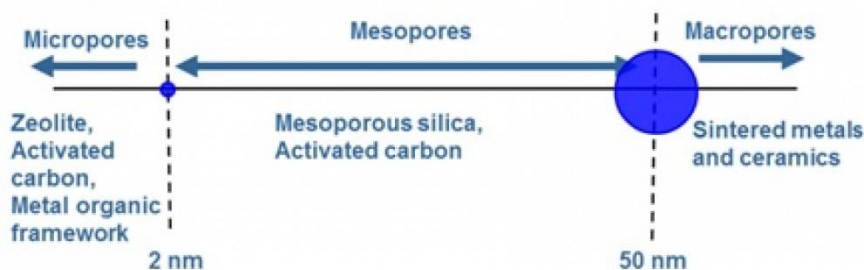 Micropores
Mesopores
Macropores
Zeolite,
Activated
carbon,
Metal organic
framework
Mesoporous silica,
Activated carbon
Sintered metals
and ceramics
2 nm
50 nm